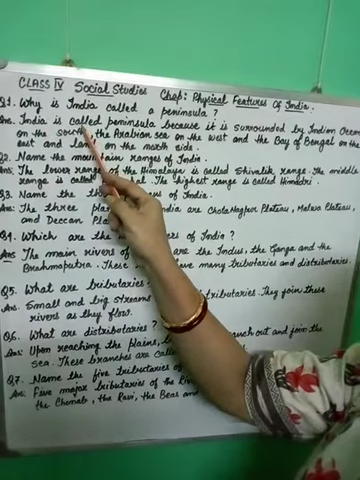 CLASS IV Social Studies Chap: Physical Features Of India.
Q1. Why is India called a peninsula ?
Ans. India is called peninsula because it is surrounded by Indian Ocean
on the south, the Arabian sea on the west and the Bay of Bengal on the
east and land on the north side.
Q2. Name the main ranges of India.
Ans: The lower range of the Himalayas is called Shivalik range. The middle
range is called The highest range is called Himadri.
Q3. Name the of India.
Ans: The three India are Chota Nagpur Plateau, Malwa Plateau,
and Deccan
Q4. Which are the of India ?
Ans The main rivers of are the Indus, the Ganga and the
Brahmaputra. These have many tributaries and distributaries.
Q5. What are tributaries
Ans: Small and big streams tributaries. They join these
rivers as they flow.
Q6. What are distributaries ?
Ans: Upon reaching the plains, out and join the
sea. These branches are
Q7. Name the five tributaries of
Ans: Five major tributaries of the
the Chenab, the Ravi, the Beas and